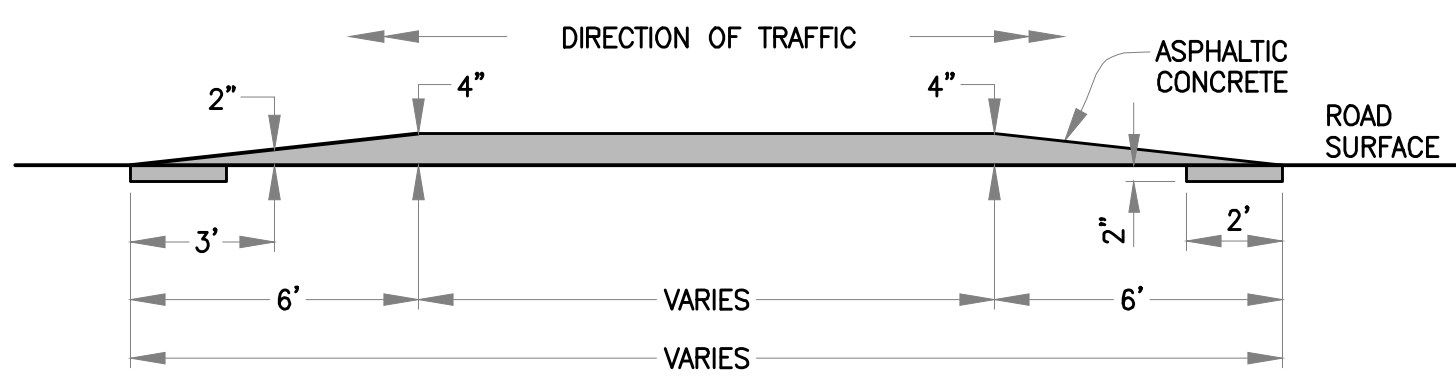 DIRECTION OF TRAFFIC
ASPHALTIC
CONCRETE
2"
4"
4"
ROAD
SURFACE
3'
2"
2'
6'
VARIES
6'
VARIES